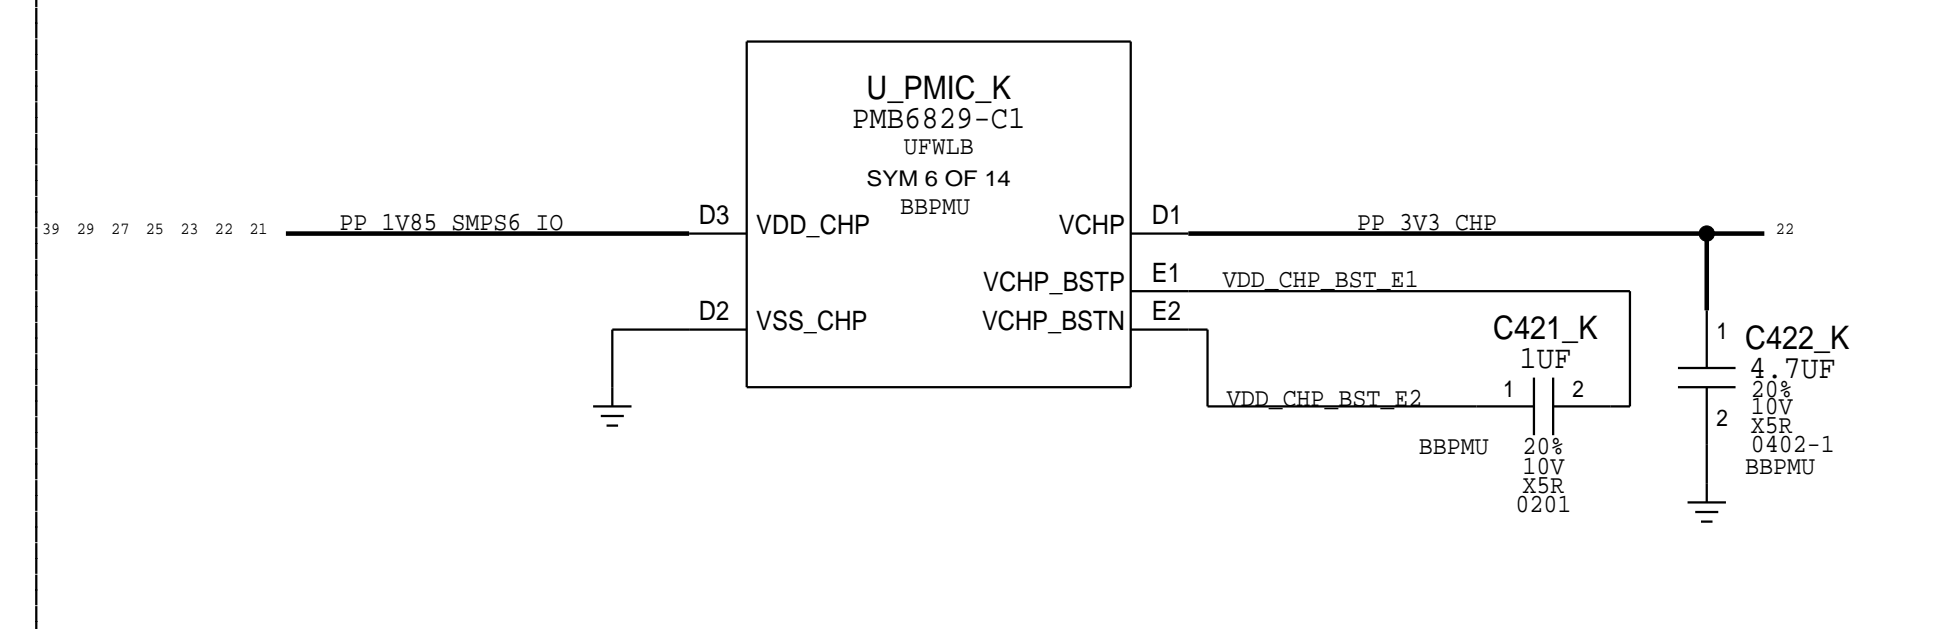 U_PMIC_K
PMB6829-C1
UFWLB
SYM 6 OF 14
BBPMU
39 29 27 25 23 22 21
PP_1V85_SMPS6_IO
D3
VDD_CHP
VCHP
D1
PP_3V3_CHP
22
VCHP_BSTP
E1
VDD_CHP_BST_E1
D2
VSS_CHP
VCHP_BSTN
E2
C421_K
1UF
1
2
VDD_CHP_BST_E2
BBPMU
20%
10V
X5R
0201
1
C422_K
4.7UF
20%
10V
X5R
0402-1
BBPMU
2